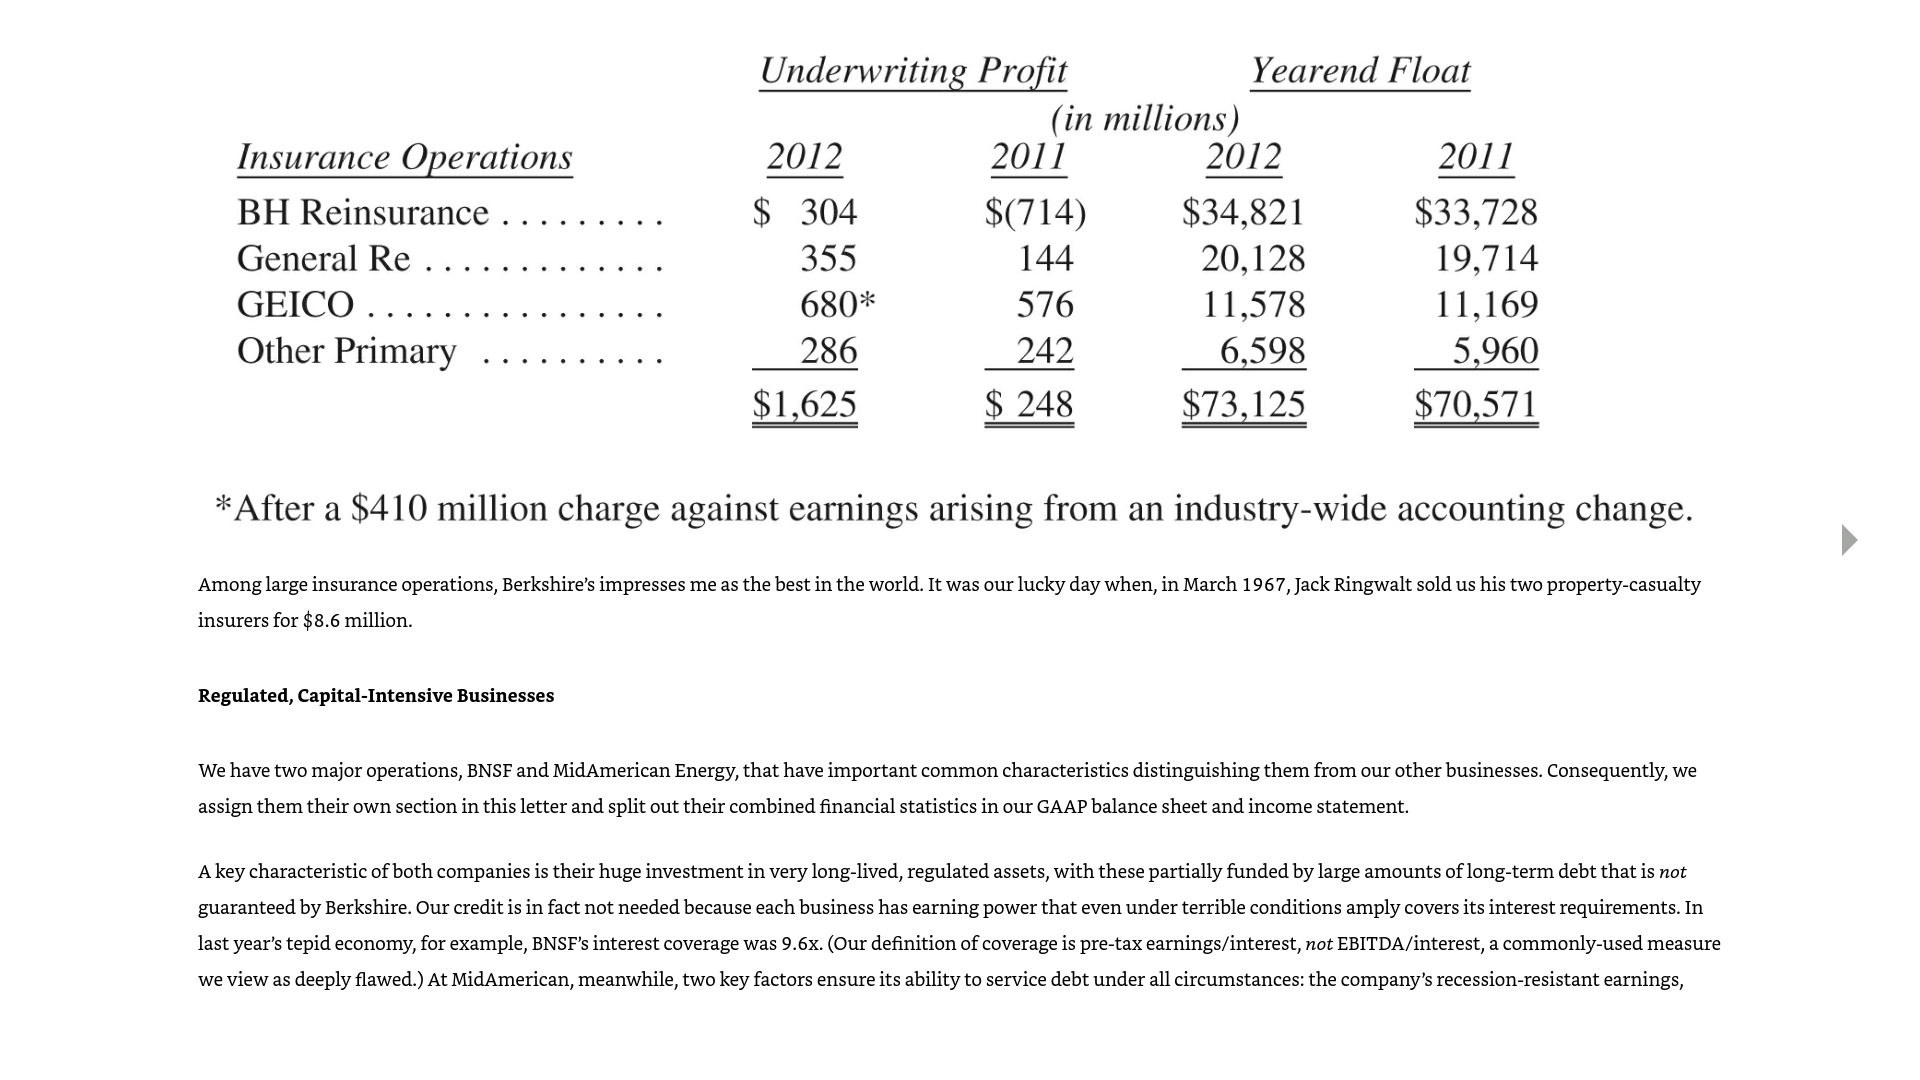 Underwriting Profit Yearend Float
(in millions)
Insurance Operations 2012 2011 2012 2011
BH Reinsurance ......... $ 304 $(714) $34,821 $33,728
General Re ............. 355 144 20,128 19,714
GEICO ................ 680* 576 11,578 11,169
Other Primary .......... 286 242 6,598 5,960
$1,625 $ 248 $73,125 $70,571
*After a $410 million charge against earnings arising from an industry-wide accounting change.
Among large insurance operations, Berkshire’s impresses me as the best in the world. It was our lucky day when, in March 1967, Jack Ringwalt sold us his two property-casualty
insurers for $8.6 million.
Regulated, Capital-Intensive Businesses
We have two major operations, BNSF and MidAmerican Energy, that have important common characteristics distinguishing them from our other businesses. Consequently, we
assign them their own section in this letter and split out their combined financial statistics in our GAAP balance sheet and income statement.
A key characteristic of both companies is their huge investment in very long-lived, regulated assets, with these partially funded by large amounts of long-term debt that is not
guaranteed by Berkshire. Our credit is in fact not needed because each business has earning power that even under terrible conditions amply covers its interest requirements. In
last year’s tepid economy, for example, BNSF’s interest coverage was 9.6x. (Our definition of coverage is pre-tax earnings/interest, not EBITDA/interest, a commonly-used measure
we view as deeply flawed.) At MidAmerican, meanwhile, two key factors ensure its ability to service debt under all circumstances: the company’s recession-resistant earnings,